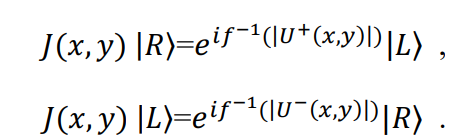 J(x, y) |R⟩=e^{if^{-1}(|U^{+}(x,y)|)}|L⟩ ,
J(x, y) |L⟩=e^{if^{-1}(|U^{-}(x,y)|)}|R⟩ .